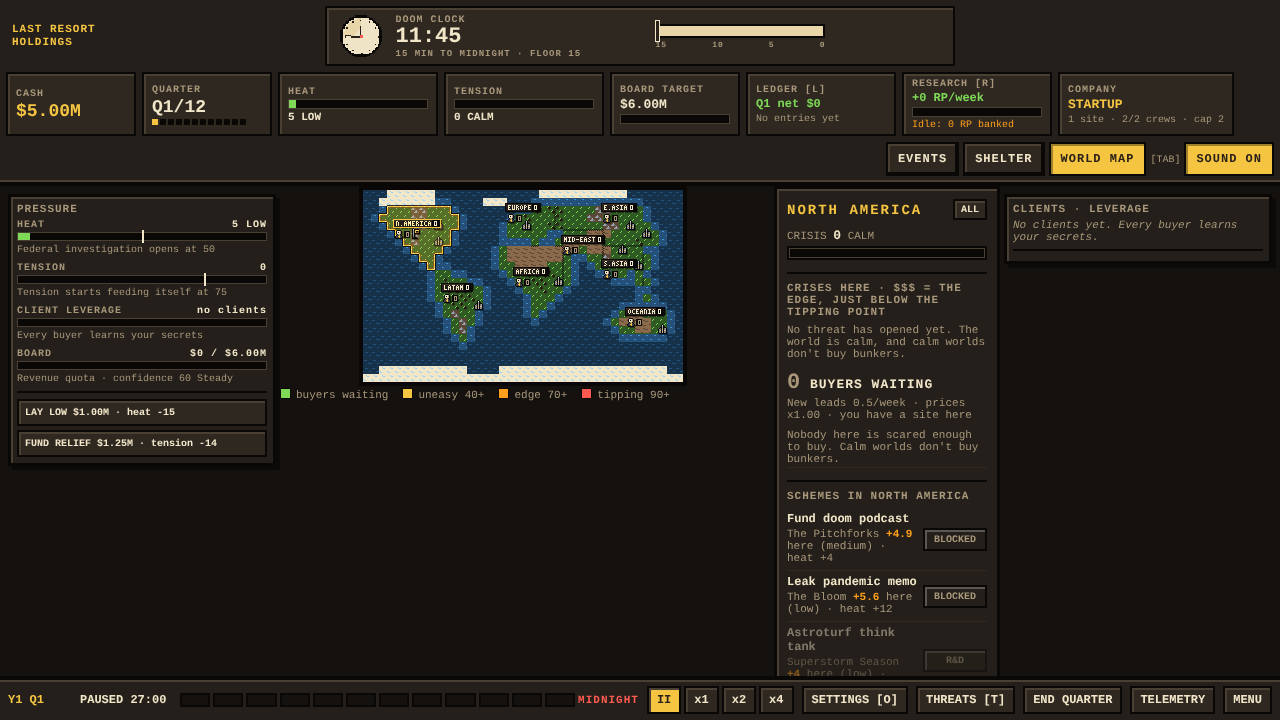 LAST RESORT
HOLDINGS
DOOM CLOCK
11:45
15 MIN TO MIDNIGHT · FLOOR 15
15 10 5 0
CASH
$5.00M
QUARTER
Q1/12
HEAT
5 LOW
TENSION
0 CALM
BOARD TARGET
$6.00M
LEDGER [L]
Q1 net $0
No entries yet
RESEARCH [R]
+0 RP/week
Idle: 0 RP banked
COMPANY
STARTUP
1 site · 2/2 crews · cap 2
EVENTS
SHELTER
WORLD MAP
[TAB]
SOUND ON
PRESSURE
HEAT 5 LOW
Federal investigation opens at 50
TENSION 0
Tension starts feeding itself at 75
CLIENT LEVERAGE no clients
Every buyer learns your secrets
BOARD $0 / $6.00M
Revenue quota · confidence 60 Steady
LAY LOW $1.00M · heat -15
FUND RELIEF $1.25M · tension -14
N.AMERICA 0
EUROPE 0
E.ASIA 0
MID-EAST 0
S.ASIA 0
AFRICA 0
LATAM 0
OCEANIA 0
buyers waiting
uneasy 40+
edge 70+
tipping 90+
NORTH AMERICA
ALL
CRISIS 0 CALM
CRISES HERE · $$$ = THE
EDGE, JUST BELOW THE
TIPPING POINT
No threat has opened yet. The
world is calm, and calm worlds
don't buy bunkers.
0 BUYERS WAITING
New leads 0.5/week · prices
x1.00 · you have a site here
Nobody here is scared enough
to buy. Calm worlds don't buy
bunkers.
SCHEMES IN NORTH AMERICA
Fund doom podcast
The Pitchforks +4.9
here (medium) ·
heat +4
BLOCKED
Leak pandemic memo
The Bloom +5.6 here
(low) · heat +12
BLOCKED
Astroturf think
tank
Superstorm Season
+4 here (low) ·
R&D
CLIENTS · LEVERAGE
No clients yet. Every buyer learns
your secrets.
Y1 Q1
PAUSED 27:00
MIDNIGHT
II
x1
x2
x4
SETTINGS [O]
THREATS [T]
END QUARTER
TELEMETRY
MENU